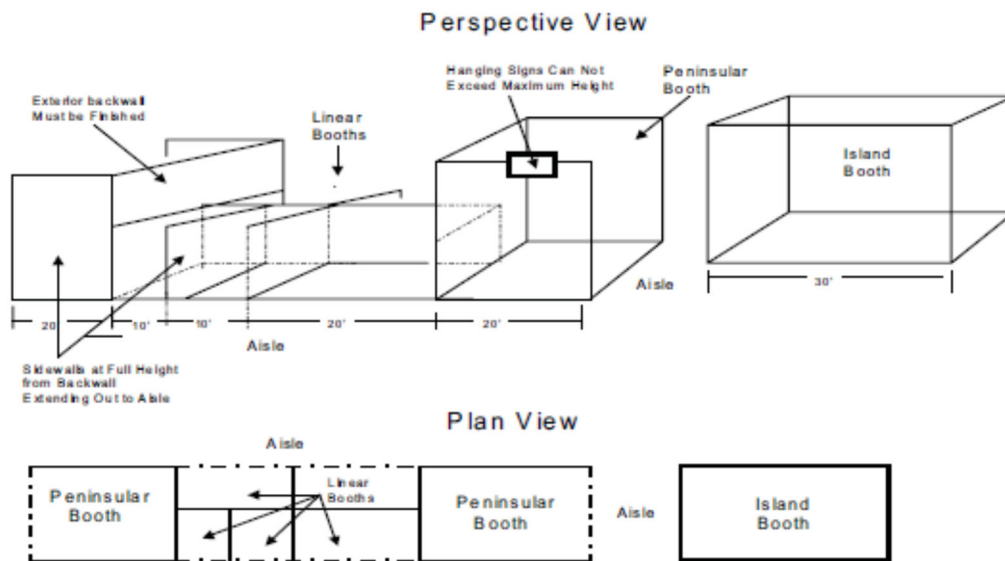 Perspective View
Hanging Signs Can Not
Exceed Maximum Height
Peninsular
Booth
Exterior backwall
Must be Finished
Linear
Booths
Island
Booth
Aisle
30'
20'
10'
10'
20'
20'
Aisle
Sidewalls at Full Height
from Backwall
Extending Out to Aisle
Plan View
Aisle
Peninsular
Booth
Linear
Booths
Peninsular
Booth
Aisle
Island
Booth